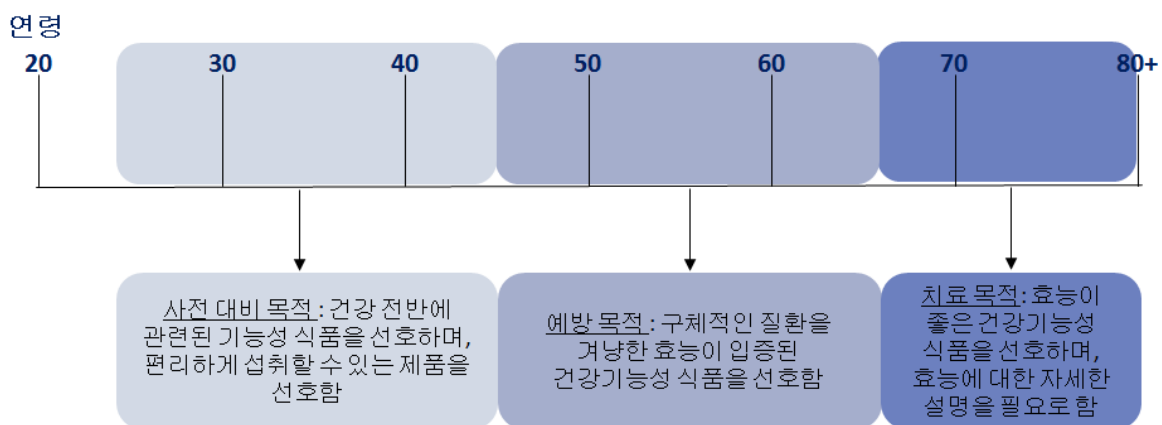 연령
20 30 40 50 60 70 80+
사전 대비 목적 : 건강 전반에
관련된 기능성 식품을 선호하며,
편리하게 섭취할 수 있는 제품을
선호함
예방 목적 : 구체적인 질환을
겨냥한 효능이 입증된
건강기능성 식품을 선호함
치료 목적: 효능이
좋은 건강기능성
식품을 선호하며,
효능에 대한 자세한
설명을 필요로 함